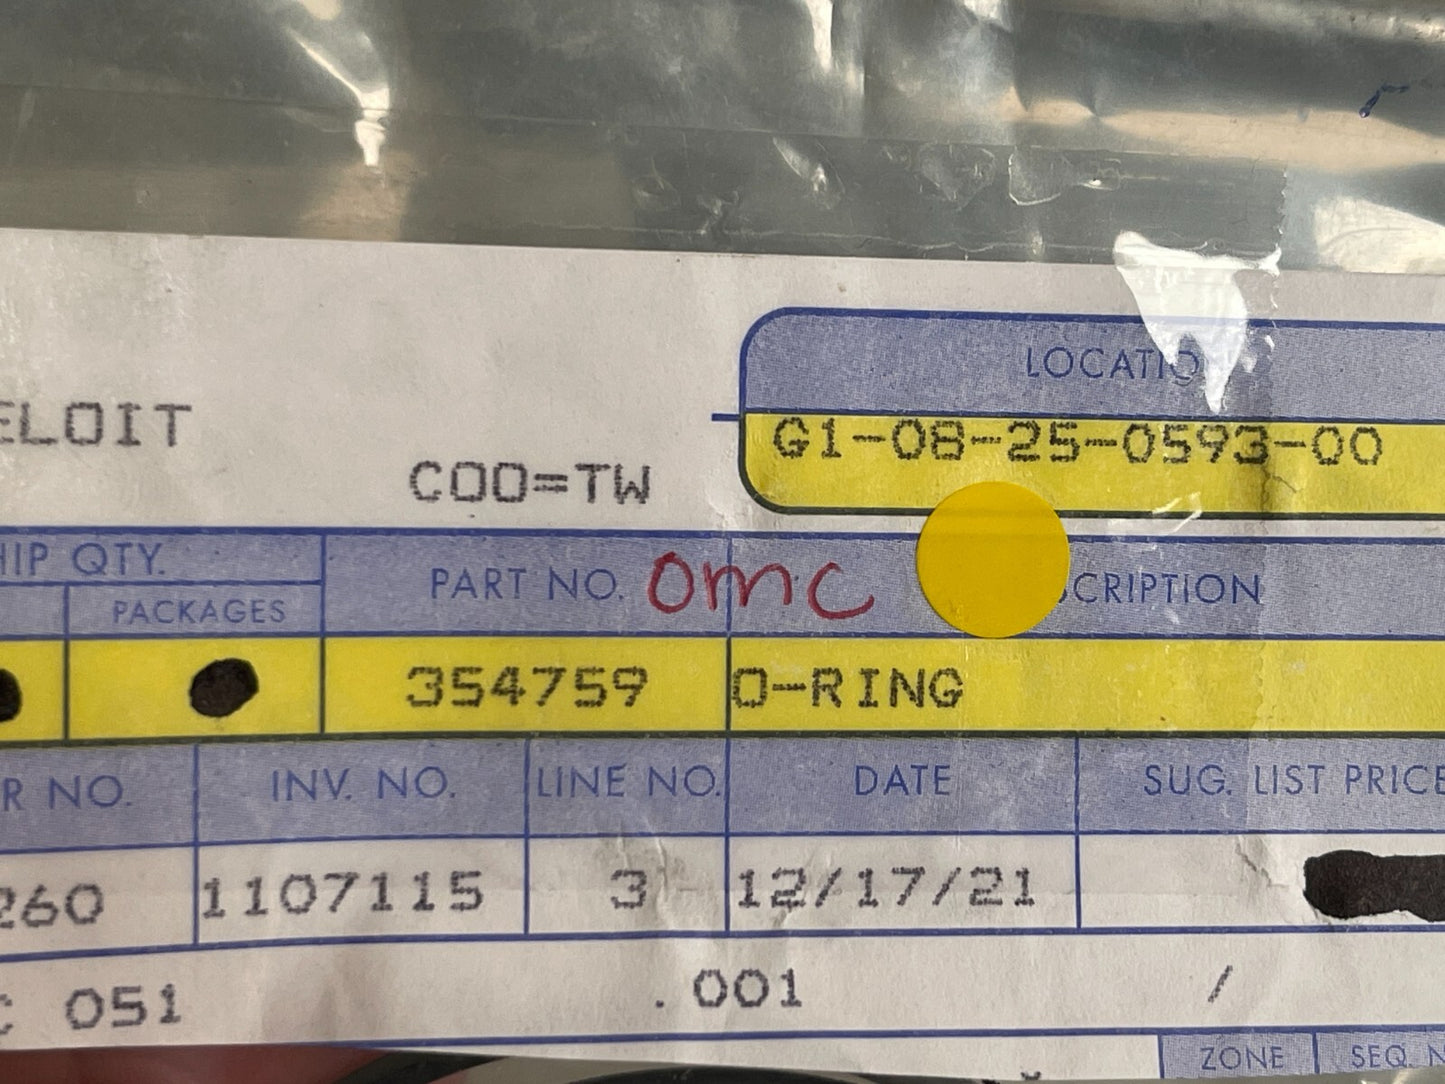 LOCATIO
G1-08-25-0593-00
ELOIT
COO=TW
HIP QTY.
PACKAGES
PART NO. omc
CRIPTION
354759
O-RING
R NO.
INV. NO.
LINE NO.
DATE
SUG. LIST PRICE
260
1107115
3
12/17/21
C 051
.001
/
ZONE
SEQ. N